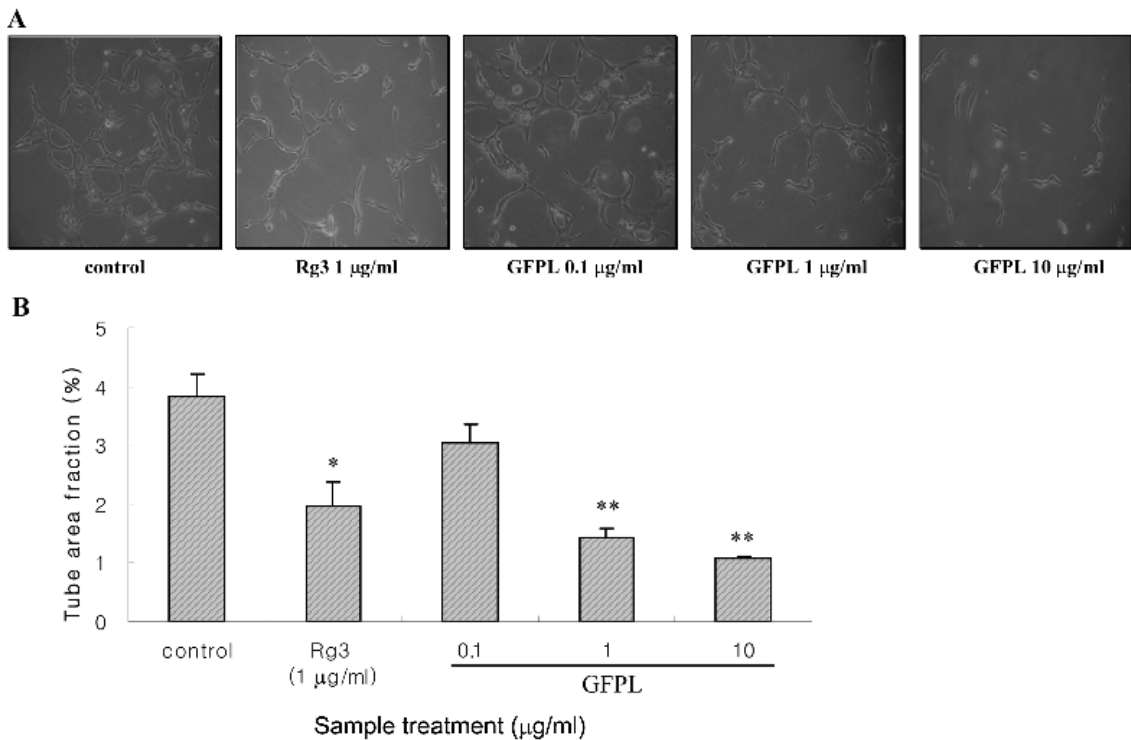 A
control
Rg3 1 μg/ml
GFPL 0.1 μg/ml
GFPL 1 μg/ml
GFPL 10 μg/ml
B
Tube area fraction (%)
5
4
3
2
1
0
*
**
**
control
Rg3
(1 μg/ml)
0.1
1
10
GFPL
Sample treatment (μg/ml)